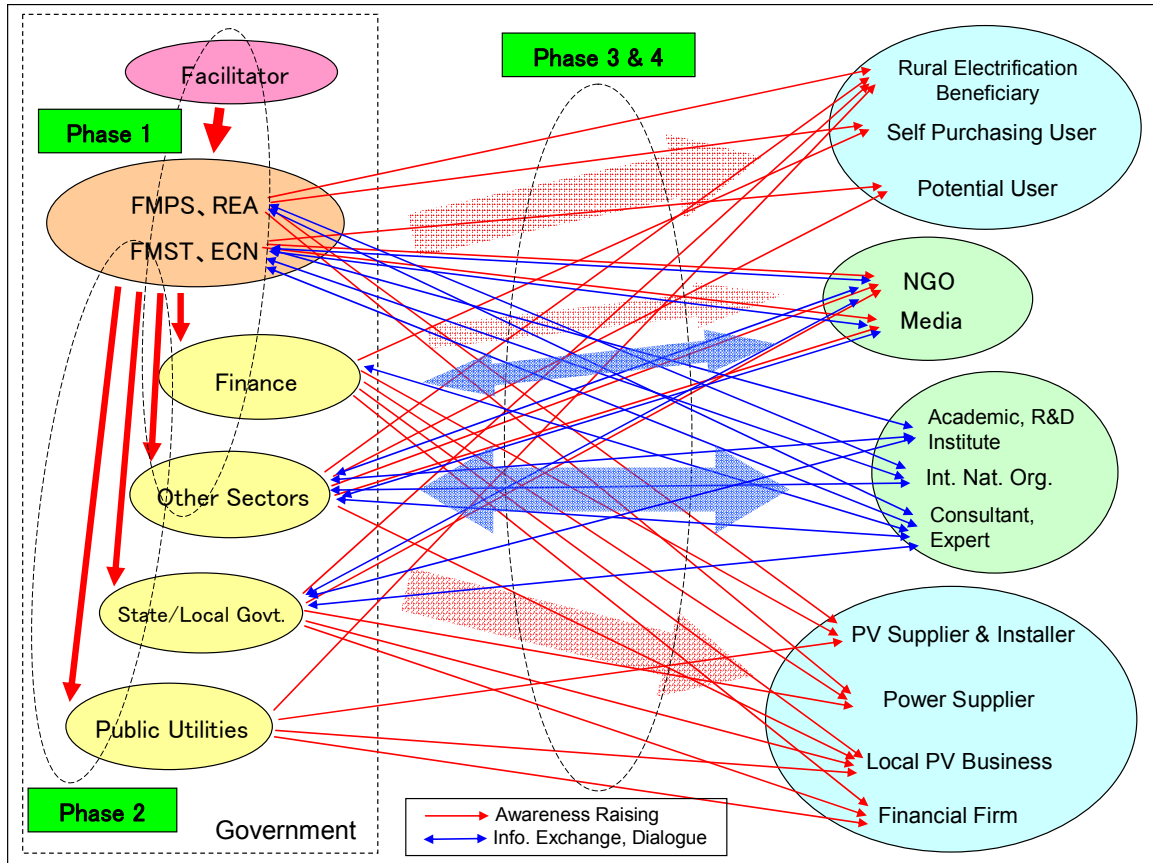 Facilitator
Phase 1
FMPS、REA
FMST、ECN
Finance
Other Sectors
State/Local Govt.
Public Utilities
Phase 2
Government
Phase 3 & 4
Awareness Raising
Info. Exchange, Dialogue
Rural Electrification
Beneficiary
Self Purchasing User
Potential User
NGO
Media
Academic, R&D
Institute
Int. Nat. Org.
Consultant,
Expert
PV Supplier & Installer
Power Supplier
Local PV Business
Financial Firm